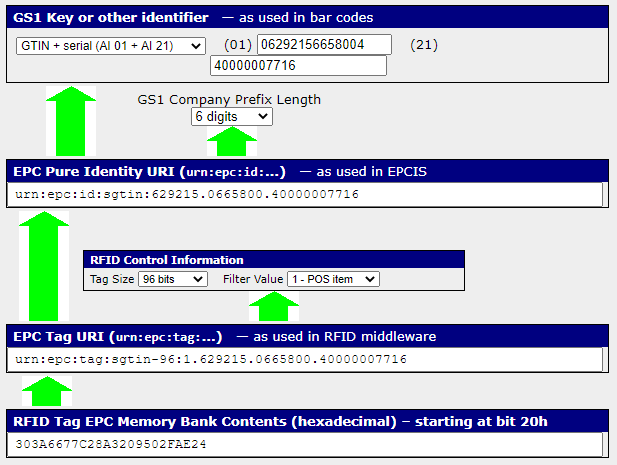 GS1 Key or other identifier — as used in bar codes
GTIN + serial (AI 01 + AI 21) (01) 06292156658004 (21)
40000007716
GS1 Company Prefix Length
6 digits
EPC Pure Identity URI (urn:epc:id:...) — as used in EPCIS
urn:epc:id:sgtin:629215.0665800.40000007716
RFID Control Information
Tag Size 96 bits Filter Value 1 - POS item
EPC Tag URI (urn:epc:tag:...) — as used in RFID middleware
urn:epc:tag:sgtin-96:1.629215.0665800.40000007716
RFID Tag EPC Memory Bank Contents (hexadecimal) – starting at bit 20h
303A6677C28A3209502FAE24